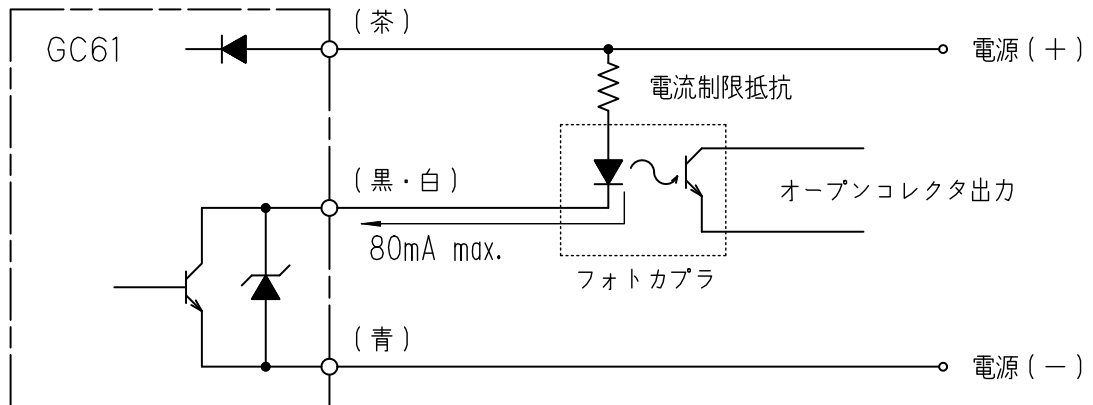 GC61
(茶)
電源(+)
電流制限抵抗
(黒・白)
オープンコレクタ出力
80mA max.
フォトカプラ
(青)
電源(-)